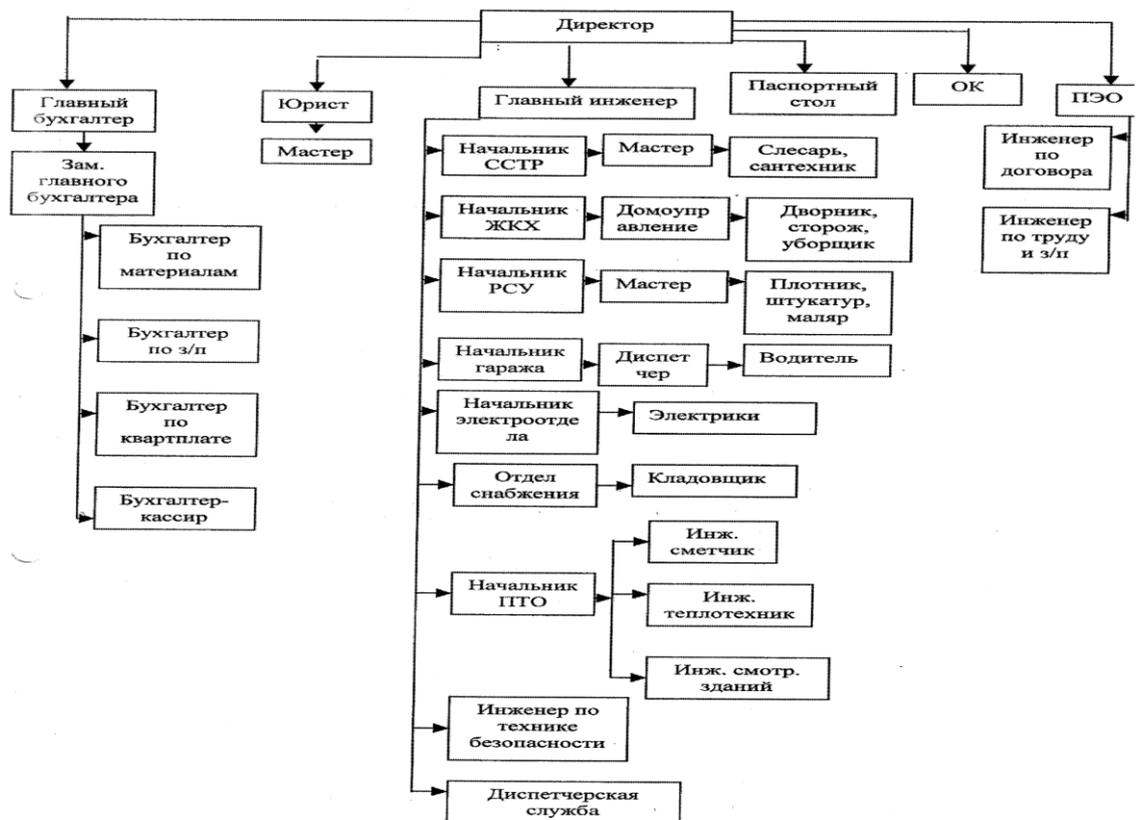 Директор
Главный
бухгалтер
Юрист
Главный инженер
Паспортный
стол
ОК
ПЭО
Зам.
главного
бухгалтера
Мастер
Бухгалтер
по
материалам
Бухгалтер
по з/п
Бухгалтер
по
квартплате
Бухгалтер-
кассир
Начальник
ССТР
Мастер
Слесарь,
сантехник
Начальник
ЖКХ
Домоупр
авление
Дворник,
сторож,
уборщик
Начальник
РСУ
Мастер
Плотник,
штукатур,
маляр
Начальник
гаража
Диспет
чер
Водитель
Начальник
электроотде
ла
Электрики
Отдел
снабжения
Кладовщик
Начальник
ПТО
Инж.
сметчик
Инж.
теплотехник
Инж. смотр.
зданий
Инженер по
технике
безопасности
Диспетчерская
служба
Инженер
по
договора
Инженер
по труду
и з/п